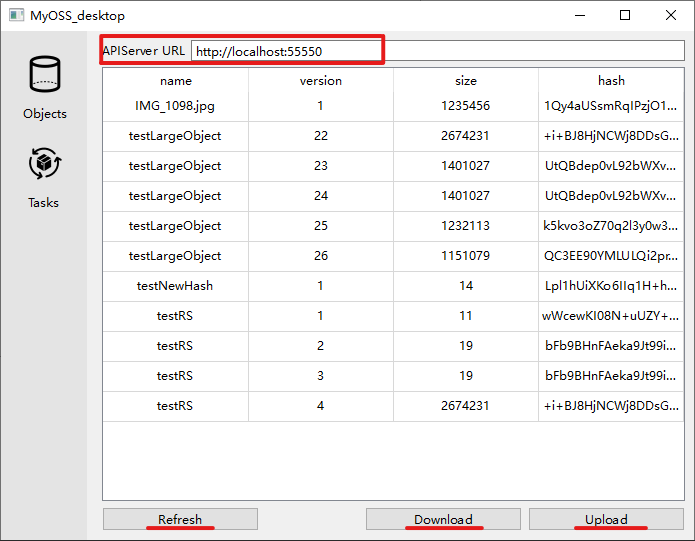 MyOSS_desktop
APIServer URL http://localhost:55550
Objects
Tasks
name version size hash
IMG_1098.jpg 1 1235456 1Qy4aUSsmRqIPzjO1...
testLargeObject 22 2674231 +i+BJ8HjNCWj8DDsG...
testLargeObject 23 1401027 UtQBdep0vL92bWXv...
testLargeObject 24 1401027 UtQBdep0vL92bWXv...
testLargeObject 25 1232113 k5kvo3oZ70q2l3y0w3...
testLargeObject 26 1151079 QC3EE90YMLULQi2pr...
testNewHash 1 14 Lpl1hUiXKo6IIq1H+h...
testRS 1 11 wWcewKI08N+uUZY+...
testRS 2 19 bFb9BHnFAeka9Jt99i...
testRS 3 19 bFb9BHnFAeka9Jt99i...
testRS 4 2674231 +i+BJ8HjNCWj8DDsG...
Refresh Download Upload